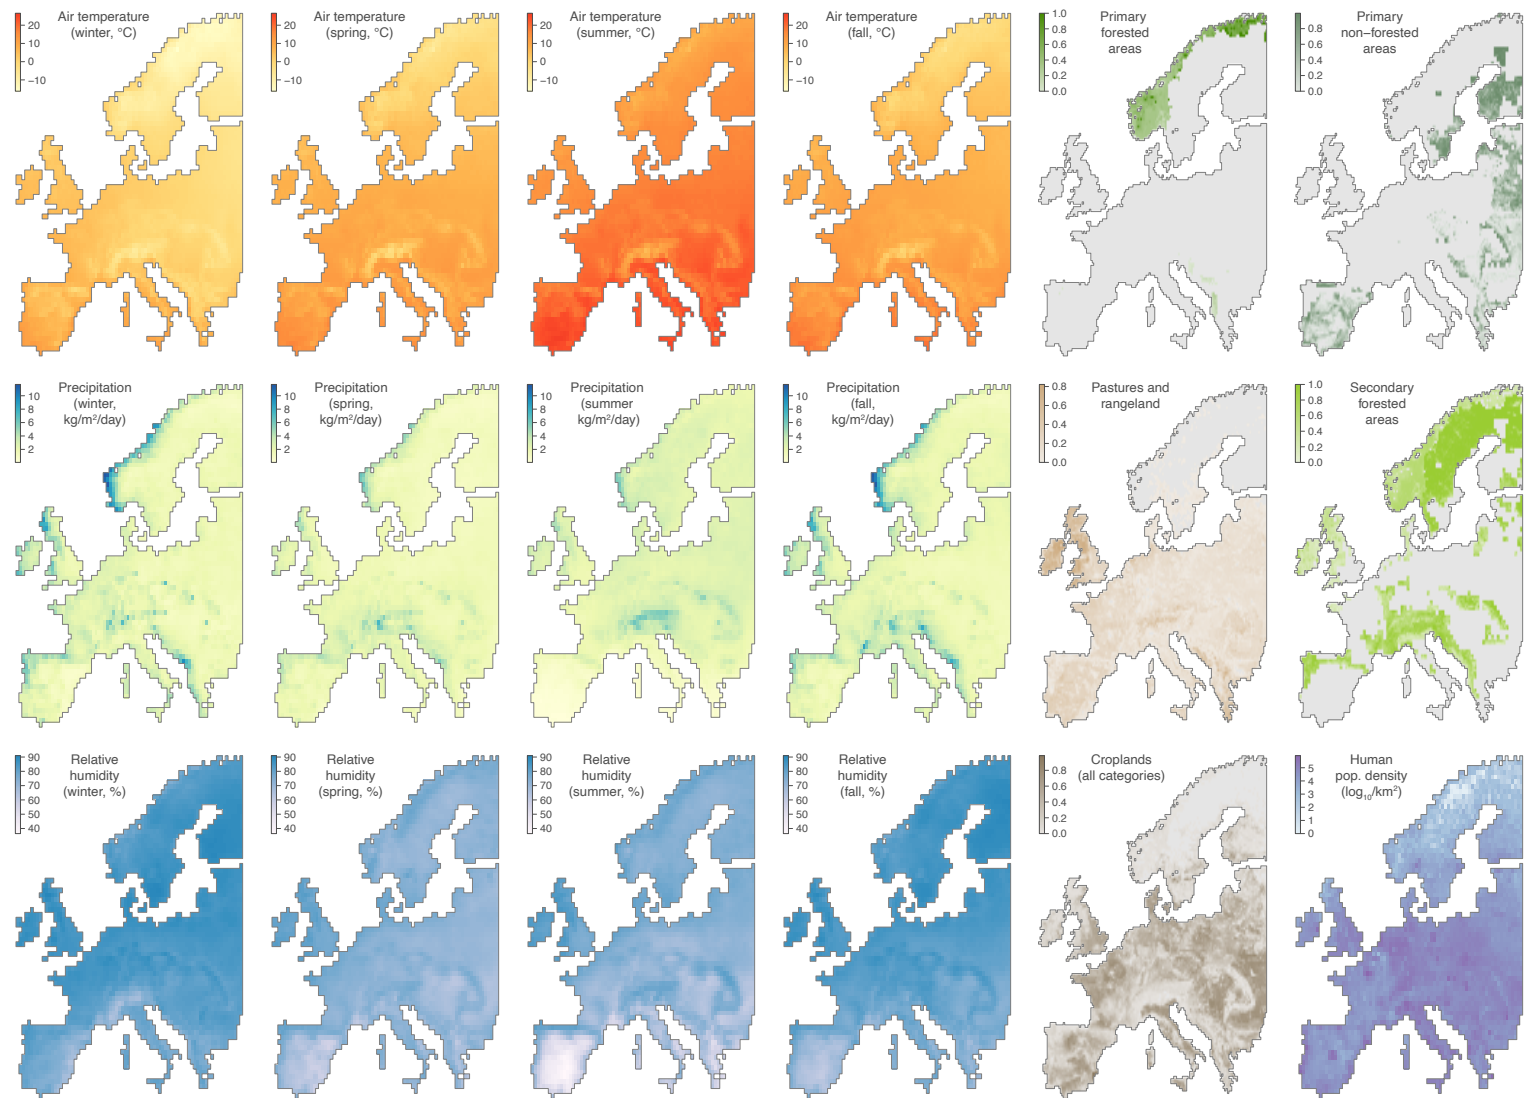 Air temperature
(winter, °C)
10
0
−10
Air temperature
(spring, °C)
20
10
0
−10
Air temperature
(summer, °C)
20
10
0
−10
Air temperature
(fall, °C)
20
10
0
−10
Primary
forested
areas
1.0
0.8
0.6
0.4
0.2
0.0
Primary
non−forested
areas
0.8
0.6
0.4
0.2
0.0
Precipitation
(winter,
kg/m²/day)
10
8
6
4
2
Precipitation
(spring,
kg/m²/day)
10
8
6
4
2
Precipitation
(summer
kg/m²/day)
10
8
6
4
2
Precipitation
(fall,
kg/m²/day)
10
8
6
4
2
Pastures and
rangeland
0.8
0.6
0.4
0.2
0.0
Secondary
forested
areas
1.0
0.8
0.6
0.4
0.2
0.0
Relative
humidity
(winter, %)
90
80
70
60
50
40
Relative
humidity
(spring, %)
90
80
70
60
50
40
Relative
humidity
(summer, %)
90
80
70
60
50
40
Relative
humidity
(fall, %)
90
80
70
60
50
40
Croplands
(all categories)
0.8
0.6
0.4
0.2
0.0
Human
pop. density
(log₁₀/km²)
5
4
3
2
1
0